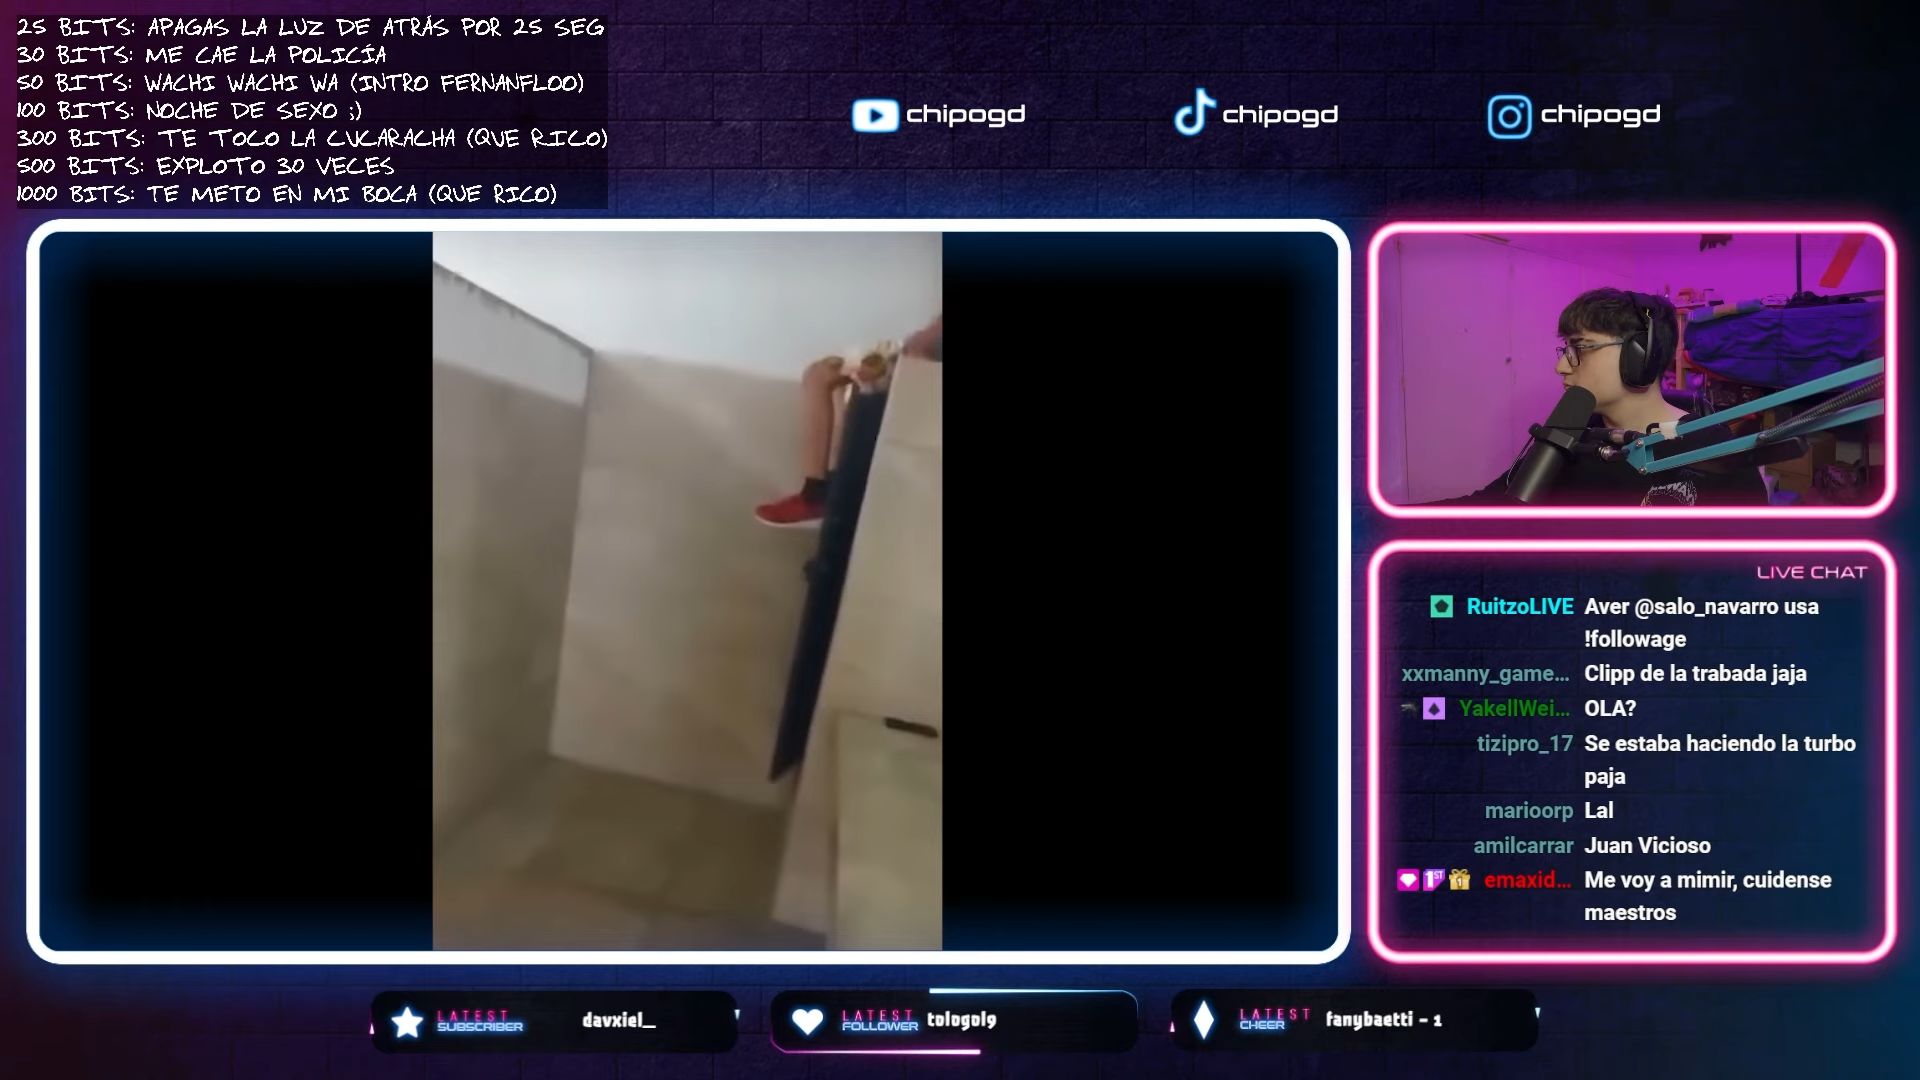 25 BITS: APAGAS LA LUZ DE ATRÁS POR 25 SEG
30 BITS: ME CAE LA POLICÍA
50 BITS: WACHI WACHI WA (INTRO FERNANFLOO)
100 BITS: NOCHE DE SEXO ;)
300 BITS: TE TOCO LA CUCARACHA (QUE RICO)
500 BITS: EXPLOTO 30 VECES
1000 BITS: TE METO EN MI BOCA (QUE RICO)
chipogd
chipogd
chipogd
LIVE CHAT
RuitzoLIVE Aver @salo_navarro usa
!followage
xxmanny_game... Clipp de la trabada jaja
YakellWei... OLA?
tizipro_17 Se estaba haciendo la turbo
paja
marioorp Lal
amilcarrar Juan Vicioso
1ST 1 emaxid... Me voy a mimir, cuidense
maestros
LATEST SUBSCRIBER davxiel_
LATEST FOLLOWER tologol9
LATEST CHEER fanybaetti - 1